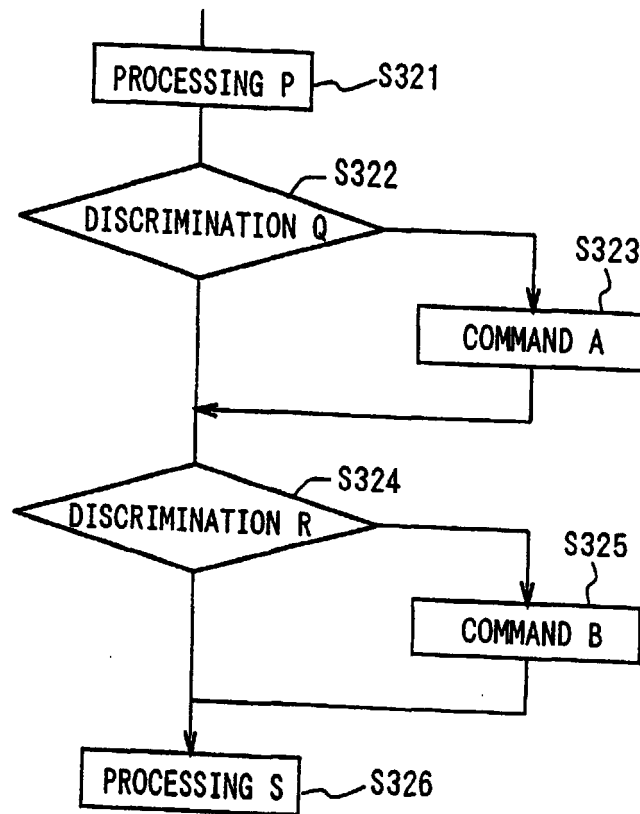 PROCESSING P
S321
S322
DISCRIMINATION Q
S323
COMMAND A
S324
DISCRIMINATION R
S325
COMMAND B
PROCESSING S
S326